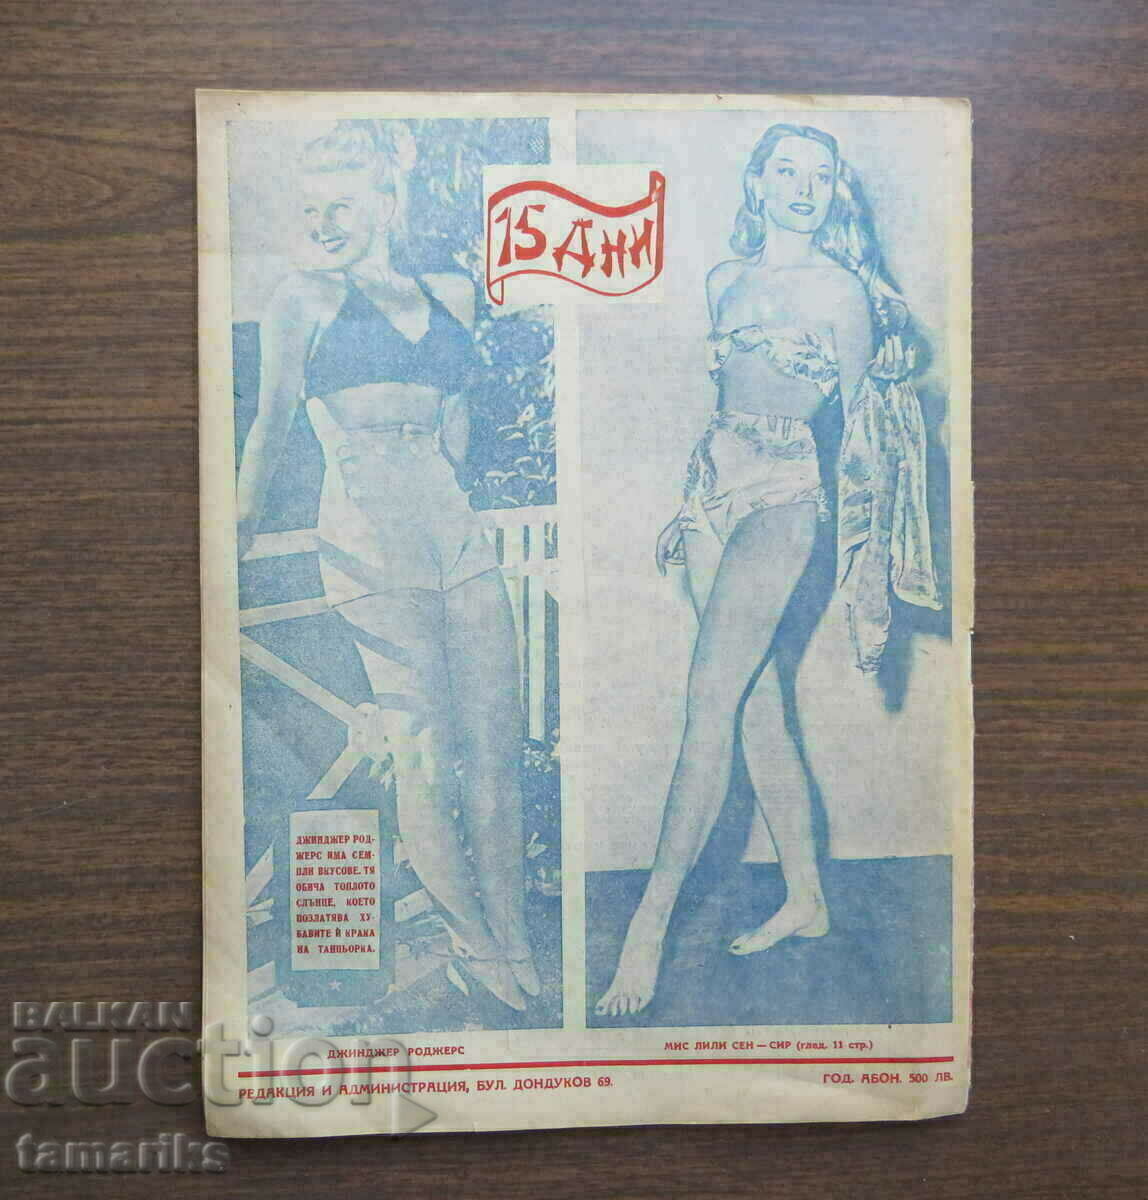 15 ДНИ
ДЖИНДЖЕР РОД-
ЖЕРС ИМА СЕМ-
ПЛИ ВКУСОВЕ. ТЯ
ОБИЧА ТОПЛОТО
СЛЪНЦЕ, КОЕТО
ПОЗЛАТЯВА ХУ-
БАВИТЕ Ѝ КРАКА
НА ТАНЦЬОРКА.
ДЖИНДЖЕР РОДЖЕРС
МИС ЛИЛИ СЕН — СИР (глед. 11 стр.)
РЕДАКЦИЯ И АДМИНИСТРАЦИЯ, БУЛ. ДОНДУКОВ 69.
ГОД. АБОН. 500 ЛВ.
BALKAN
auction
tamariks